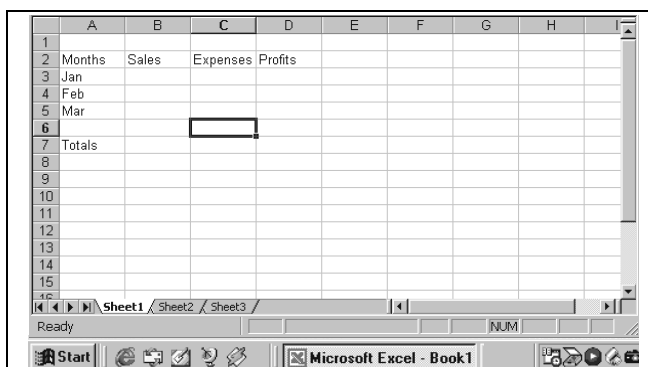 A B C D E F G H I
1
2 Months Sales Expenses Profits
3 Jan
4 Feb
5 Mar
6
7 Totals
8
9
10
11
12
13
14
15
16
Sheet1 Sheet2 Sheet3
Ready NUM
Start Microsoft Excel - Book1